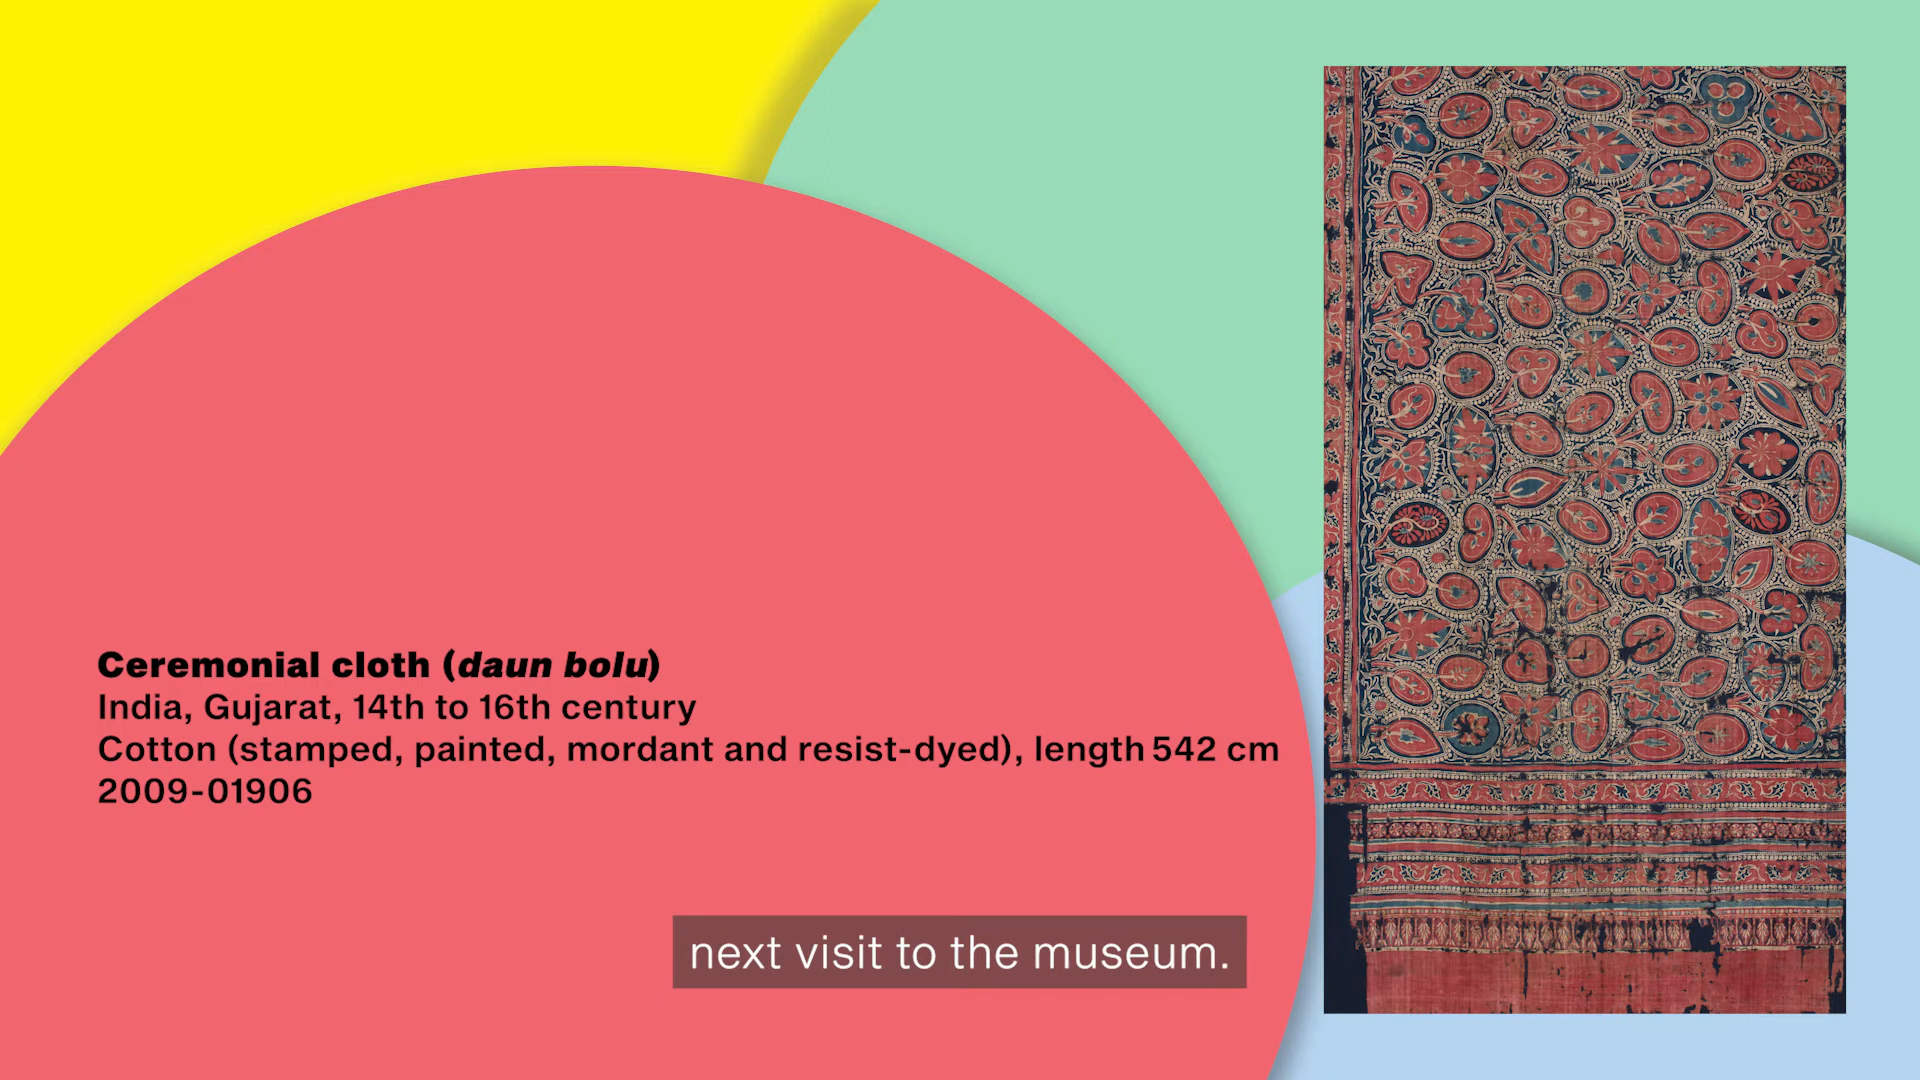 Ceremonial cloth (daun bolu)
India, Gujarat, 14th to 16th century
Cotton (stamped, painted, mordant and resist-dyed), length 542 cm
2009-01906
next visit to the museum.